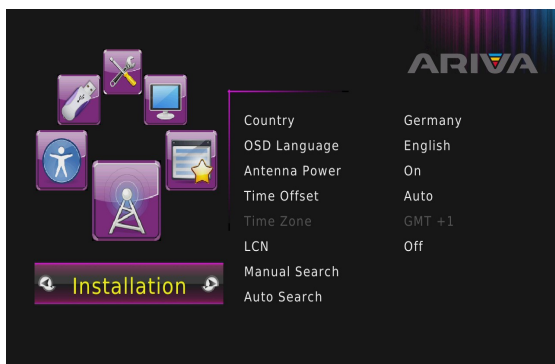 ARIVA
Country Germany
OSD Language English
Antenna Power On
Time Offset Auto
Time Zone GMT +1
LCN Off
Manual Search
Auto Search
Installation